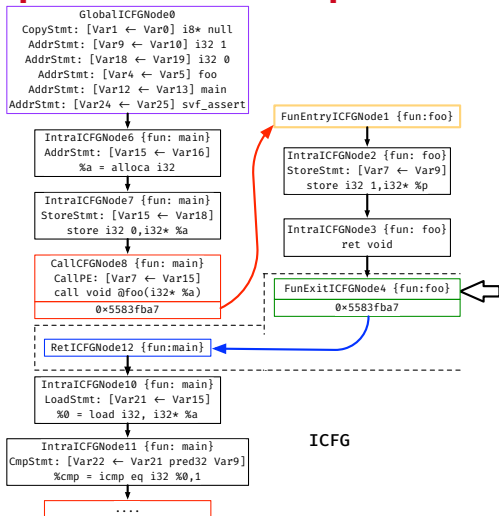 GlobalICFGNode0
CopyStmt: [Var1 ← Var0] i8* null
AddrStmt: [Var9 ← Var10] i32 1
AddrStmt: [Var18 ← Var19] i32 0
AddrStmt: [Var4 ← Var5] foo
AddrStmt: [Var12 ← Var13] main
AddrStmt: [Var24 ← Var25] svf_assert
IntraICFGNode6 {fun: main}
AddrStmt: [Var15 ← Var16]
%a = alloca i32
IntraICFGNode7 {fun: main}
StoreStmt: [Var15 ← Var18]
store i32 0,i32* %a
CallCFGNode8 {fun: main}
CallPE: [Var7 ← Var15]
call void @foo(i32* %a)
0×5583fba7
FunEntryICFGNode1 {fun:foo}
IntraICFGNode2 {fun: foo}
StoreStmt: [Var7 ← Var9]
store i32 1,i32* %p
IntraICFGNode3 {fun: foo}
ret void
FunExitICFGNode4 {fun:foo}
0×5583fba7
RetICFGNode12 {fun:main}
IntraICFGNode10 {fun: main}
LoadStmt: [Var21 ← Var15]
%0 = load i32, i32* %a
IntraICFGNode11 {fun: main}
CmpStmt: [Var22 ← Var21 pred32 Var9]
%cmp = icmp eq i32 %0,1
....
ICFG